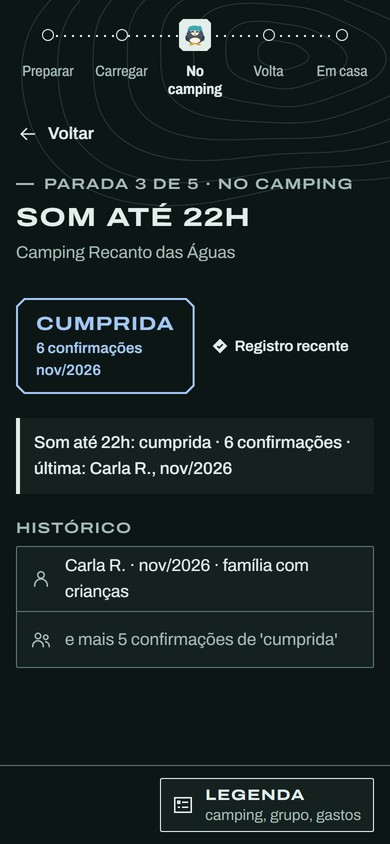 Preparar
Carregar
No
camping
Volta
Em casa
← Voltar
— PARADA 3 DE 5 · NO CAMPING
SOM ATÉ 22H
Camping Recanto das Águas
CUMPRIDA
6 confirmações
nov/2026
Registro recente
Som até 22h: cumprida · 6 confirmações ·
última: Carla R., nov/2026
HISTÓRICO
Carla R. · nov/2026 · família com
crianças
e mais 5 confirmações de 'cumprida'
LEGENDA
camping, grupo, gastos